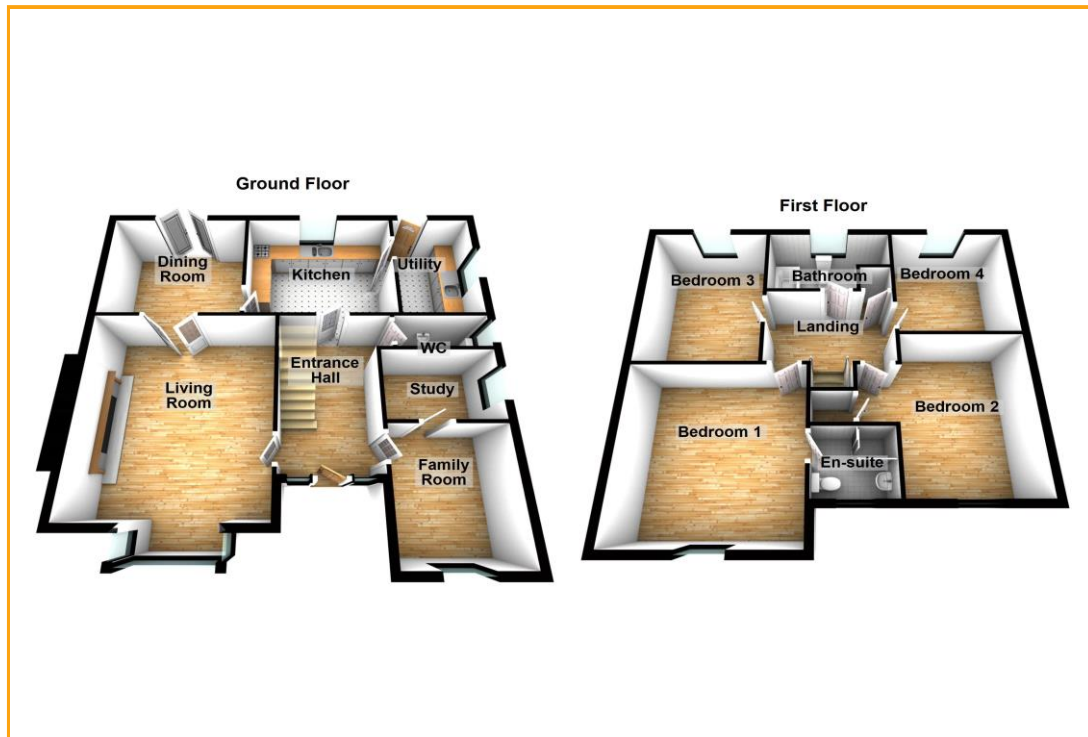 Ground Floor
Dining
Room
Kitchen
Utility
WC
Entrance
Hall
Study
Living
Room
Family
Room
First Floor
Bedroom 3
Bathroom
Bedroom 4
Landing
Bedroom 1
Bedroom 2
En-suite